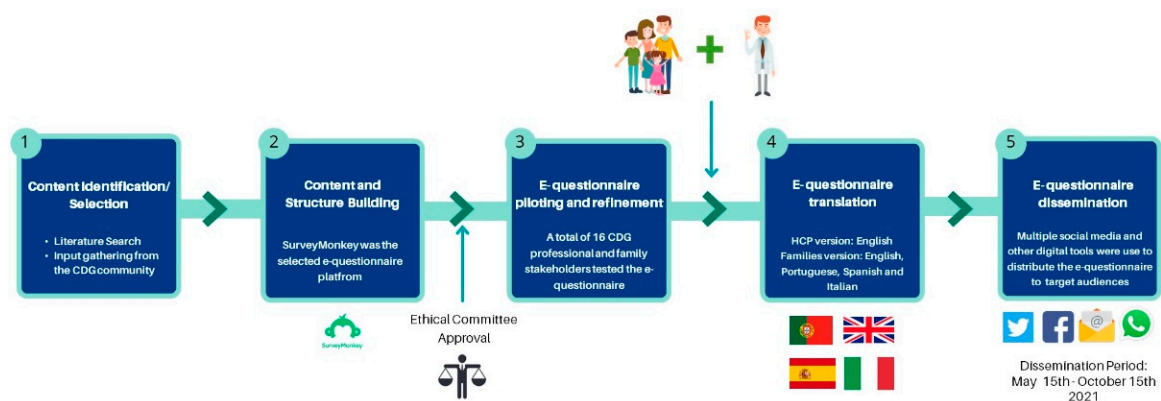 1
Content Identification/
Selection
• Literature Search
• Input gathering from
the CDG community
2
Content and
Structure Building
SurveyMonkey was the
selected e-questionnaire
platfrom
SurveyMonkey
Ethical Committee
Approval
3
E-questionnaire
piloting and refinement
A total of 16 CDG
professional and family
stakeholders tested the e-
questionnaire
4
E-questionnaire
translation
HCP version: English
Families version: English,
Portuguese, Spanish and
Italian
5
E-questionnaire
dissemination
Multiple social media and
other digital tools were use to
distribute the e-questionnaire
to target audiences
@
Dissemination Period:
May 15th - October 15th
2021